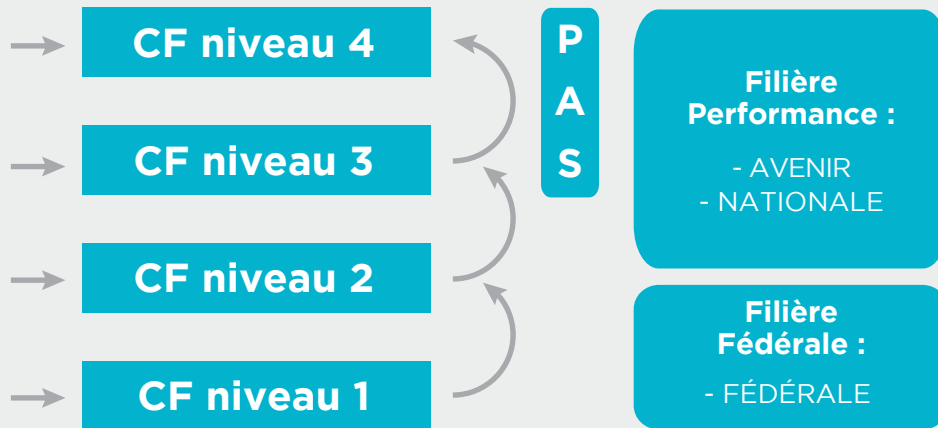 CF niveau 4
CF niveau 3
CF niveau 2
CF niveau 1
P
A
S
Filière
Performance :
- AVENIR
- NATIONALE
Filière
Fédérale :
- FÉDÉRALE